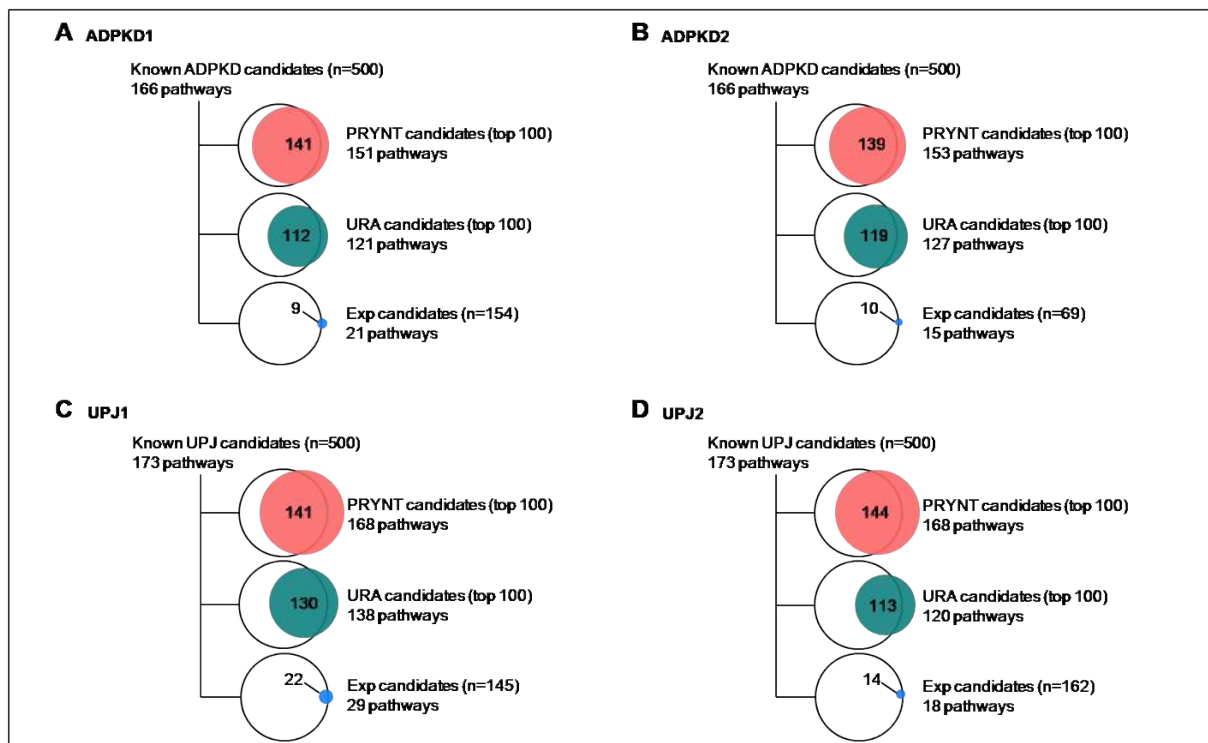 A ADPKD1
Known ADPKD candidates (n=500)
166 pathways
141
PRYNT candidates (top 100)
151 pathways
112
URA candidates (top 100)
121 pathways
9
Exp candidates (n=154)
21 pathways
B ADPKD2
Known ADPKD candidates (n=500)
166 pathways
139
PRYNT candidates (top 100)
153 pathways
119
URA candidates (top 100)
127 pathways
10
Exp candidates (n=69)
15 pathways
C UPJ1
Known UPJ candidates (n=500)
173 pathways
141
PRYNT candidates (top 100)
168 pathways
130
URA candidates (top 100)
138 pathways
22
Exp candidates (n=145)
29 pathways
D UPJ2
Known UPJ candidates (n=500)
173 pathways
144
PRYNT candidates (top 100)
168 pathways
113
URA candidates (top 100)
120 pathways
14
Exp candidates (n=162)
18 pathways